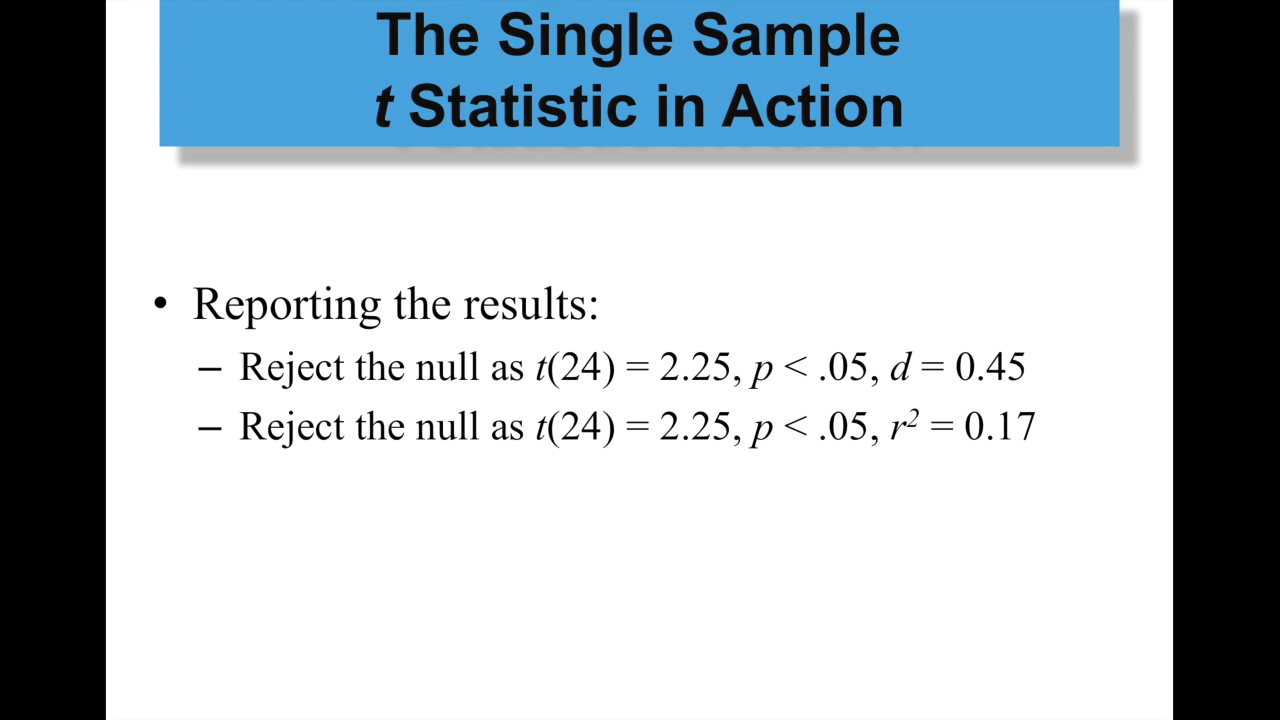 The Single Sample
t Statistic in Action
• Reporting the results:
– Reject the null as t(24) = 2.25, p < .05, d = 0.45
– Reject the null as t(24) = 2.25, p < .05, r² = 0.17